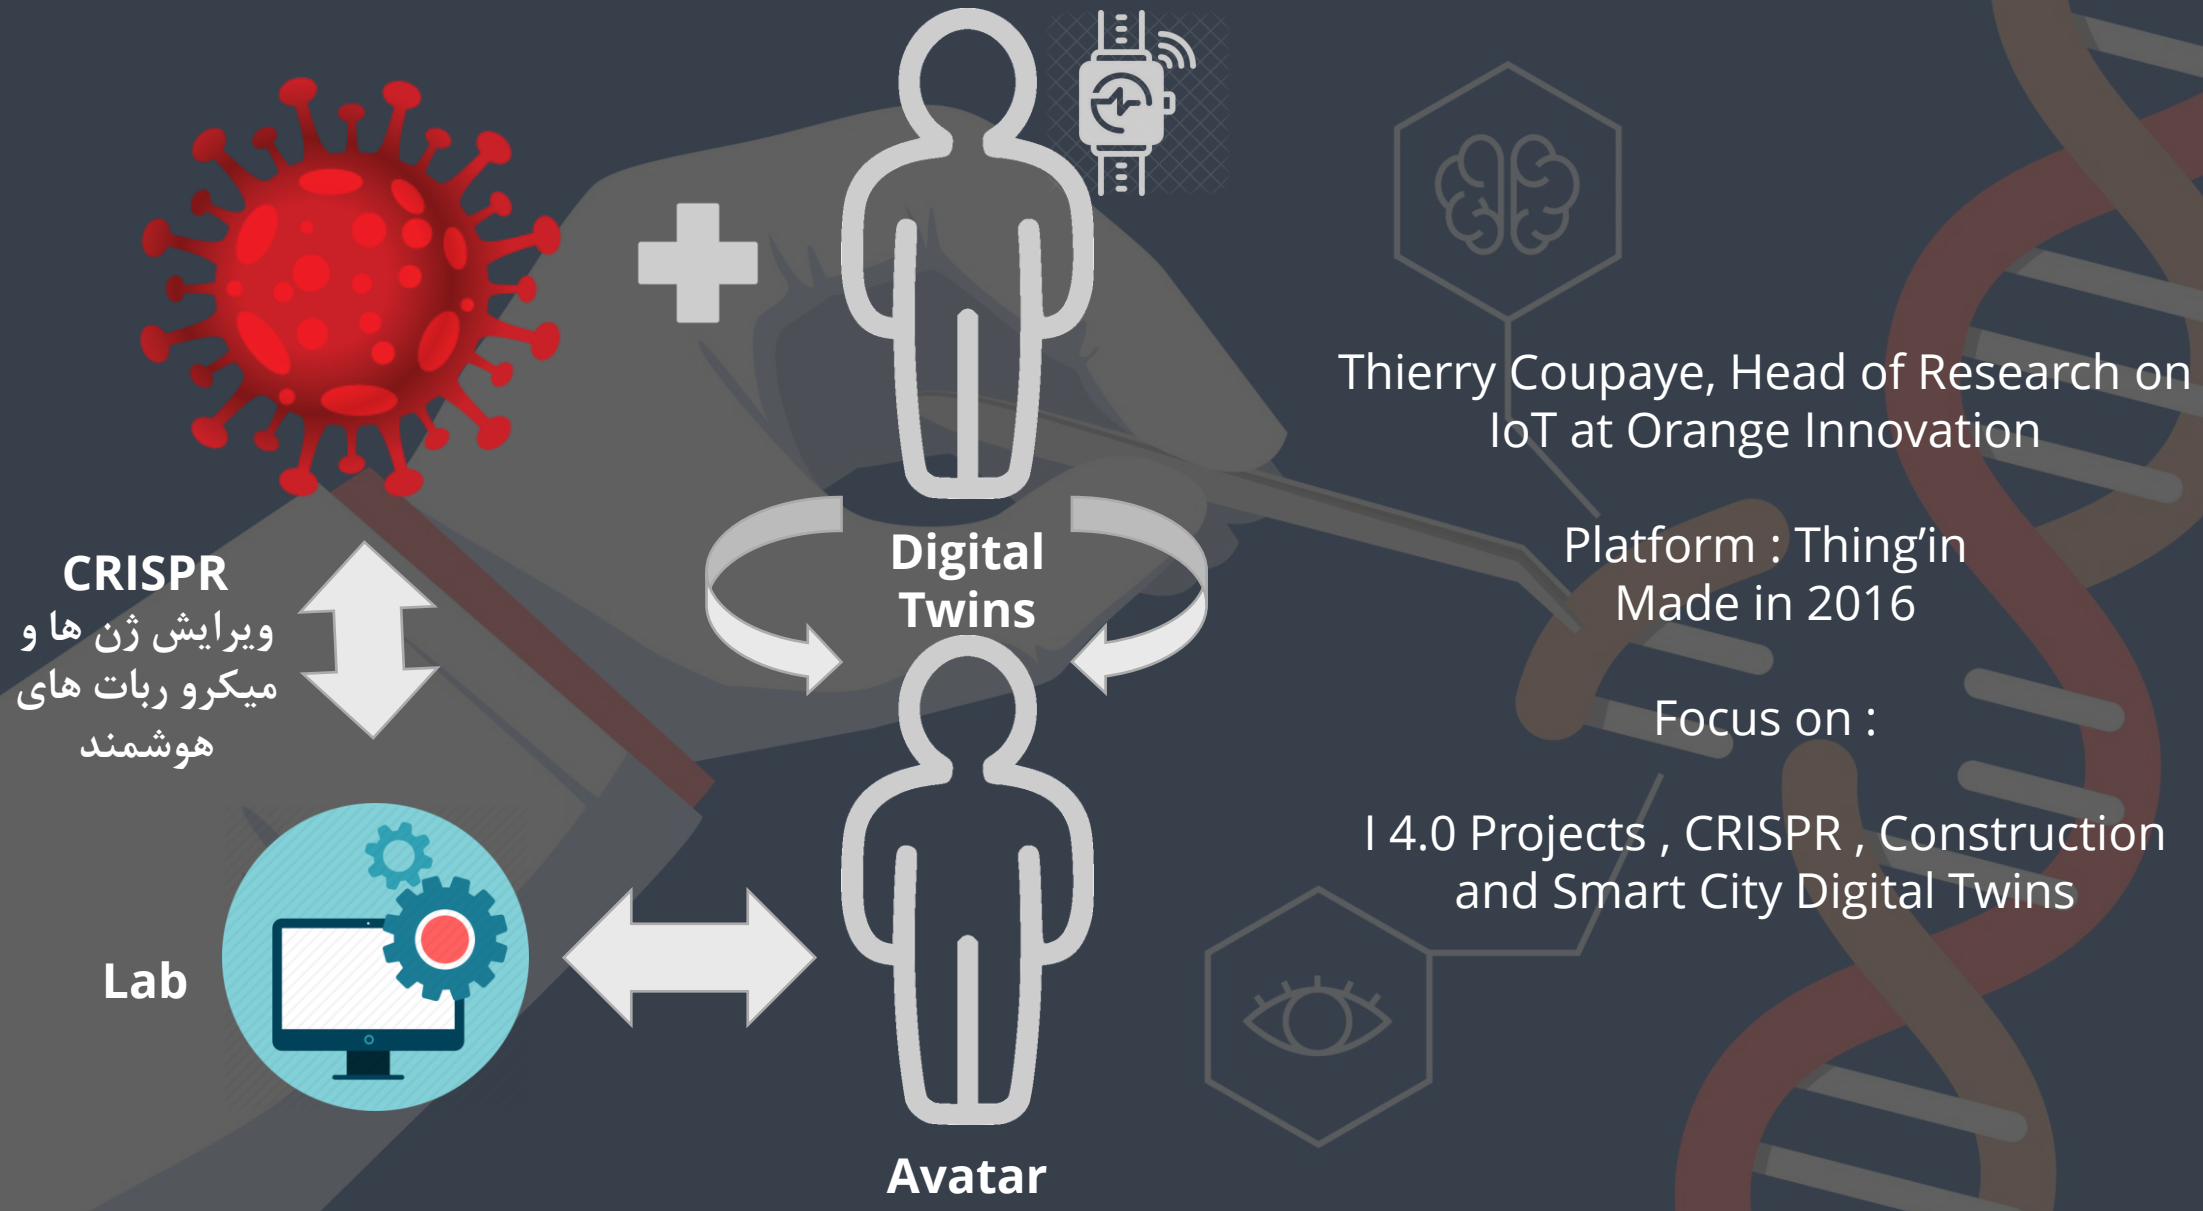 Digital
Twins
CRISPR
ویرایش ژن ها و
میکرو ربات های
هوشمند
Lab
Avatar
Thierry Coupaye, Head of Research on
IoT at Orange Innovation
Platform : Thing’in
Made in 2016
Focus on :
I 4.0 Projects , CRISPR , Construction
and Smart City Digital Twins